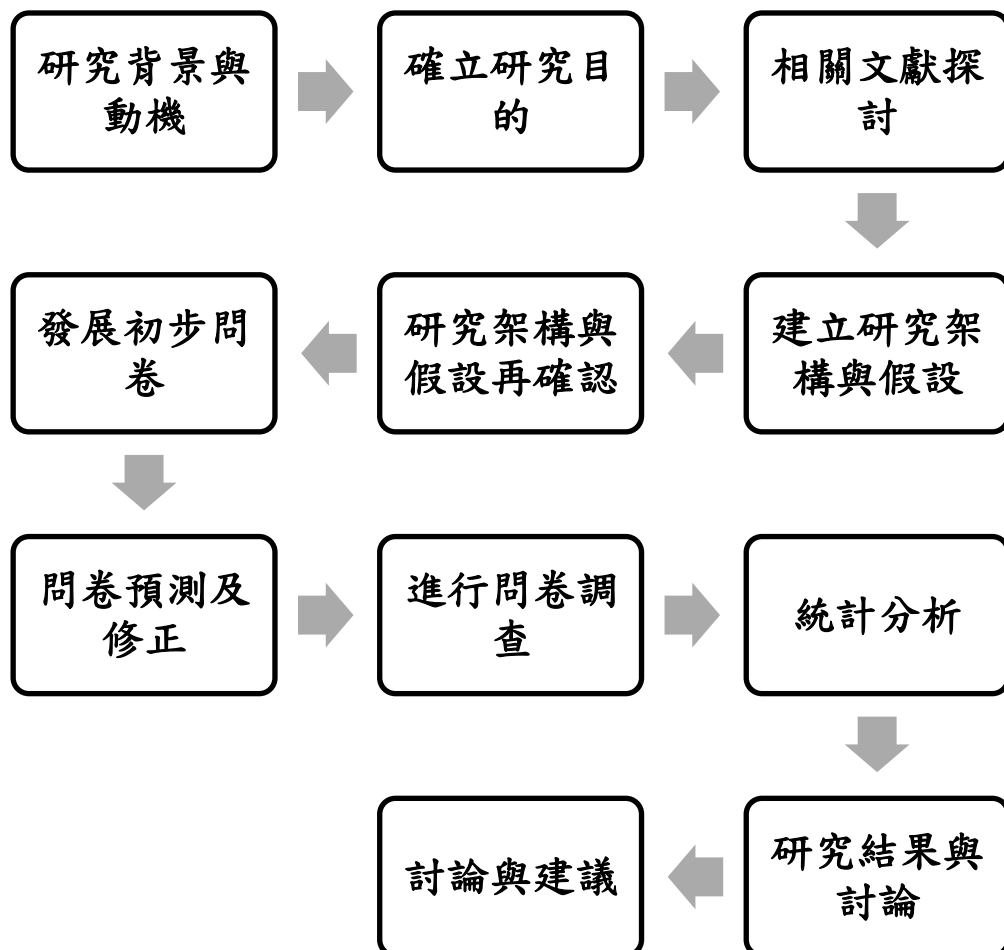 研究背景與
動機
確立研究目
的
相關文獻探
討
建立研究架
構與假設
研究架構與
假設再確認
發展初步問
卷
問卷預測及
修正
進行問卷調
查
統計分析
研究結果與
討論
討論與建議